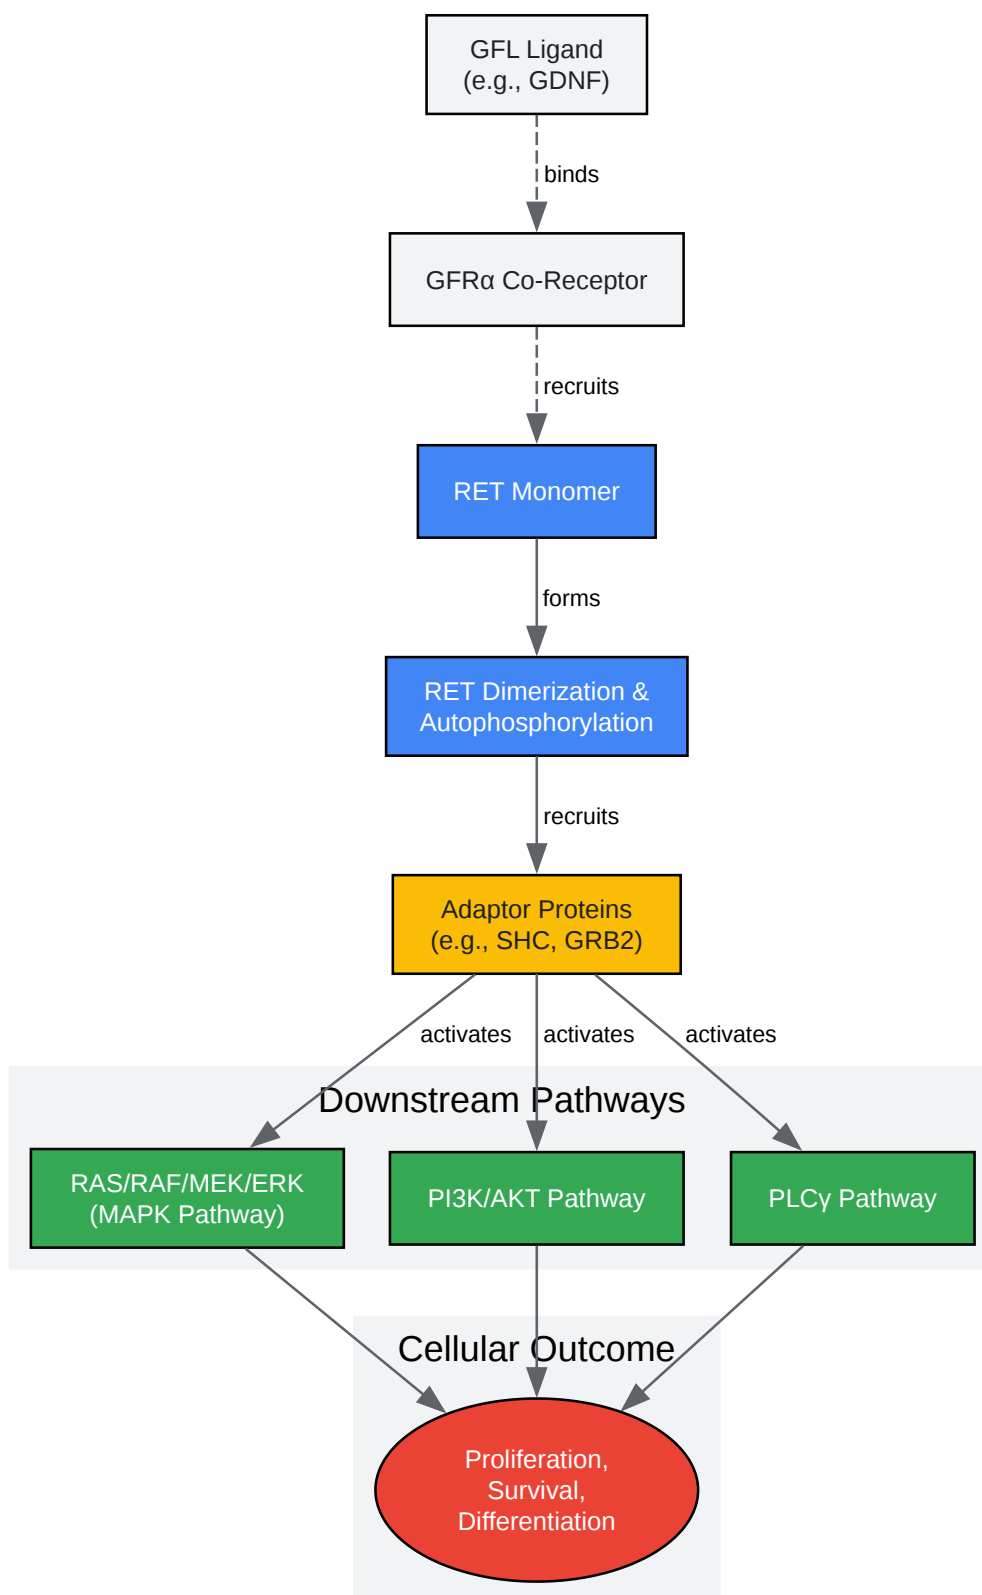 GFL Ligand
(e.g., GDNF)
binds
GFRα Co-Receptor
recruits
RET Monomer
forms
RET Dimerization &
Autophosphorylation
recruits
Adaptor Proteins
(e.g., SHC, GRB2)
activates activates activates
Downstream Pathways
RAS/RAF/MEK/ERK
(MAPK Pathway)
PI3K/AKT Pathway
PLCγ Pathway
Cellular Outcome
Proliferation,
Survival,
Differentiation